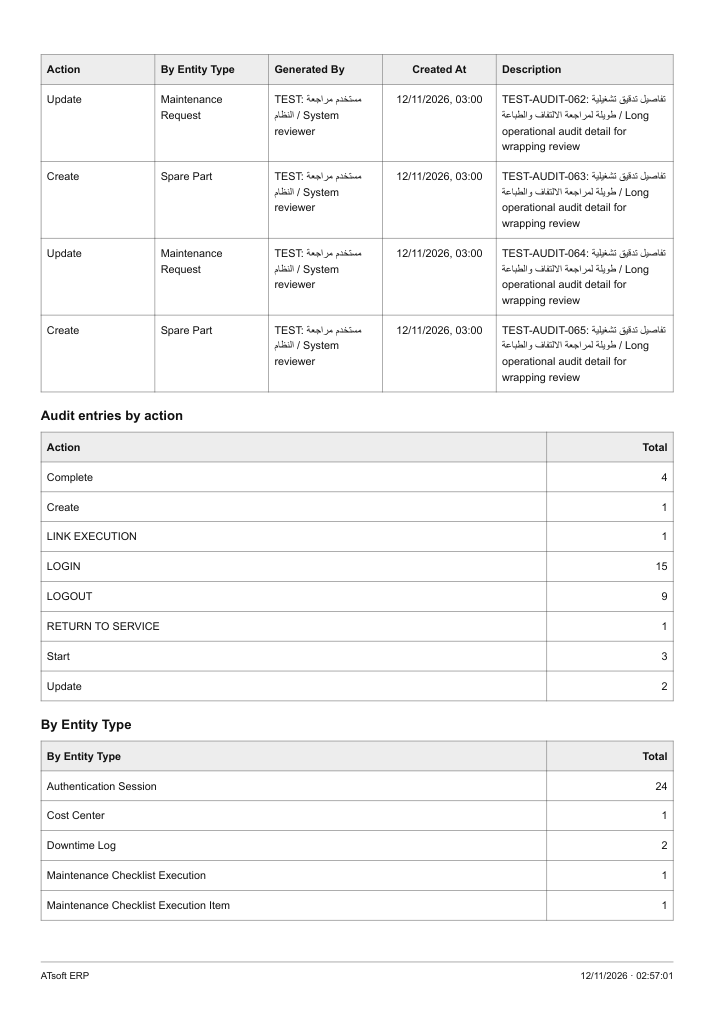 Action By Entity Type Generated By Created At Description
Update Maintenance Request TEST: مستخدم مراجعة النظام / System reviewer 12/11/2026, 03:00 TEST-AUDIT-062: تفاصيل تدقيق تشغيلية طويلة لمراجعة الالتفاف والطباعة / Long operational audit detail for wrapping review
Create Spare Part TEST: مستخدم مراجعة النظام / System reviewer 12/11/2026, 03:00 TEST-AUDIT-063: تفاصيل تدقيق تشغيلية طويلة لمراجعة الالتفاف والطباعة / Long operational audit detail for wrapping review
Update Maintenance Request TEST: مستخدم مراجعة النظام / System reviewer 12/11/2026, 03:00 TEST-AUDIT-064: تفاصيل تدقيق تشغيلية طويلة لمراجعة الالتفاف والطباعة / Long operational audit detail for wrapping review
Create Spare Part TEST: مستخدم مراجعة النظام / System reviewer 12/11/2026, 03:00 TEST-AUDIT-065: تفاصيل تدقيق تشغيلية طويلة لمراجعة الالتفاف والطباعة / Long operational audit detail for wrapping review
Audit entries by action
Action Total
Complete 4
Create 1
LINK EXECUTION 1
LOGIN 15
LOGOUT 9
RETURN TO SERVICE 1
Start 3
Update 2
By Entity Type
By Entity Type Total
Authentication Session 24
Cost Center 1
Downtime Log 2
Maintenance Checklist Execution 1
Maintenance Checklist Execution Item 1
ATsoft ERP 12/11/2026 · 02:57:01